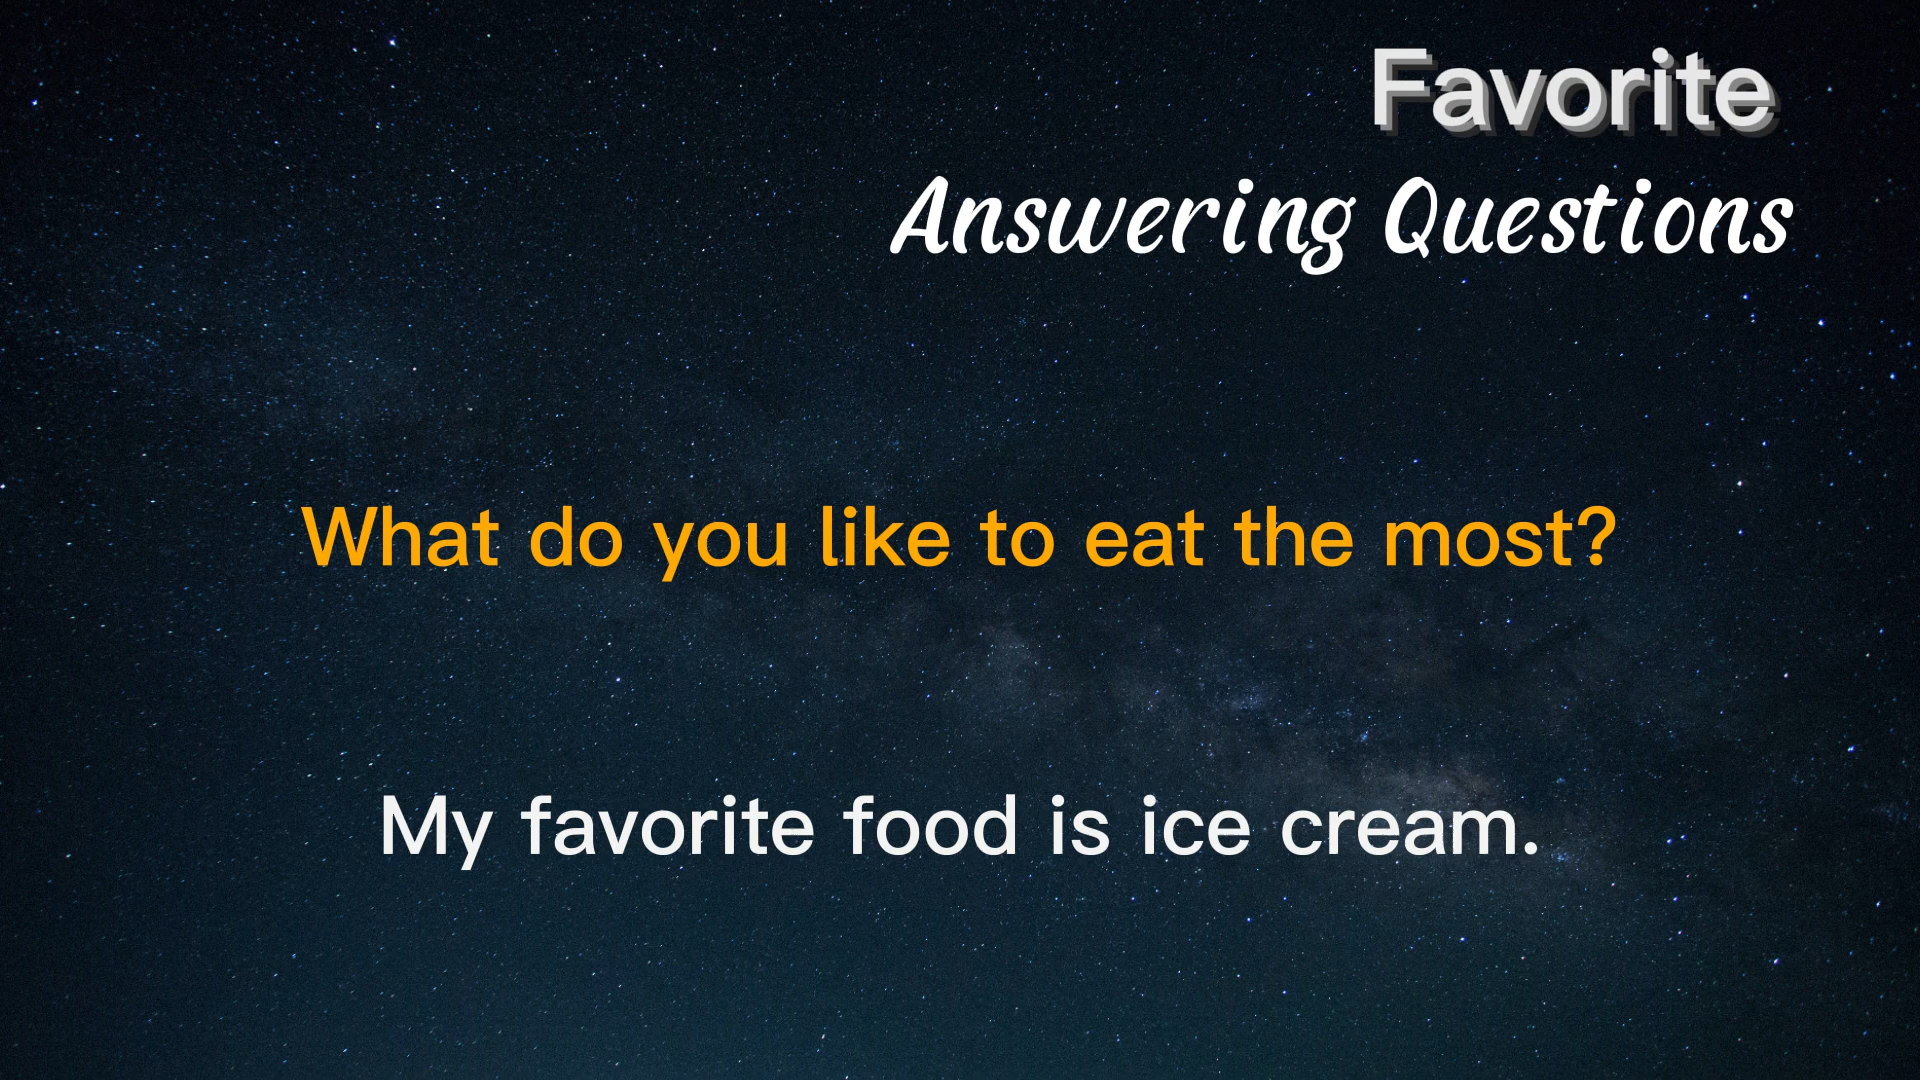 Favorite
Answering Questions
What do you like to eat the most?
My favorite food is ice cream.